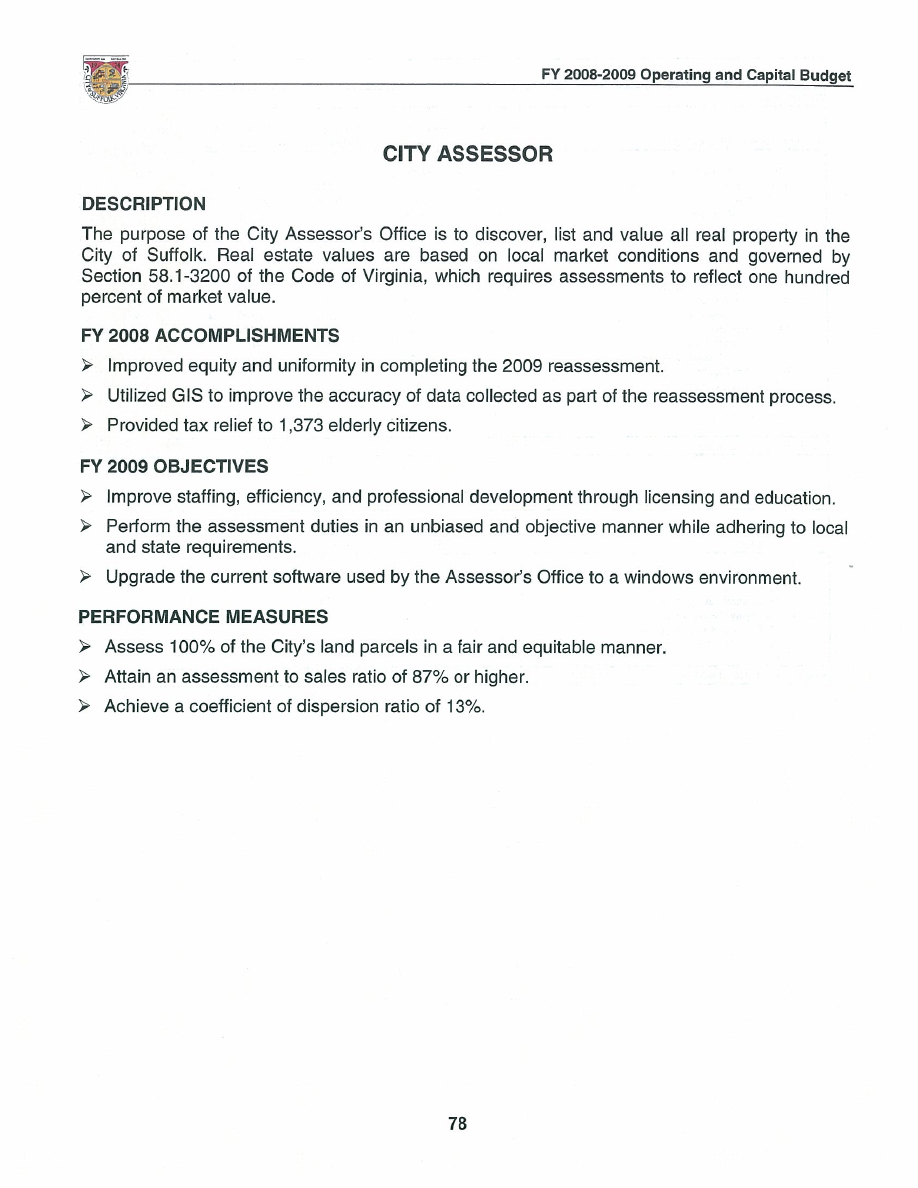 FY 2008-2009 Operating and Capital Budget
CITY ASSESSOR
DESCRIPTION
The purpose of the City Assessor's Office is to discover, list and value all real property in the
City of Suffolk. Real estate values are based on local market conditions and governed by
Section 58.1-3200 of the Code of Virginia, which requires assessments to reflect one hundred
percent of market value.
FY 2008 ACCOMPLISHMENTS
➢ Improved equity and uniformity in completing the 2009 reassessment.
➢ Utilized GIS to improve the accuracy of data collected as part of the reassessment process.
➢ Provided tax relief to 1,373 elderly citizens.
FY 2009 OBJECTIVES
➢ Improve staffing, efficiency, and professional development through licensing and education.
➢ Perform the assessment duties in an unbiased and objective manner while adhering to local
and state requirements.
➢ Upgrade the current software used by the Assessor's Office to a windows environment.
PERFORMANCE MEASURES
➢ Assess 100% of the City's land parcels in a fair and equitable manner.
➢ Attain an assessment to sales ratio of 87% or higher.
➢ Achieve a coefficient of dispersion ratio of 13%.
78